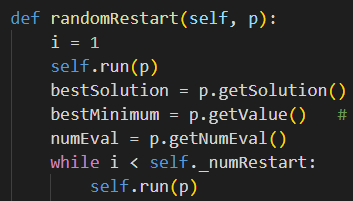 def randomRestart(self, p):
    i = 1
    self.run(p)
    bestSolution = p.getSolution()
    bestMinimum = p.getValue()   #
    numEval = p.getNumEval()
    while i < self._numRestart:
        self.run(p)